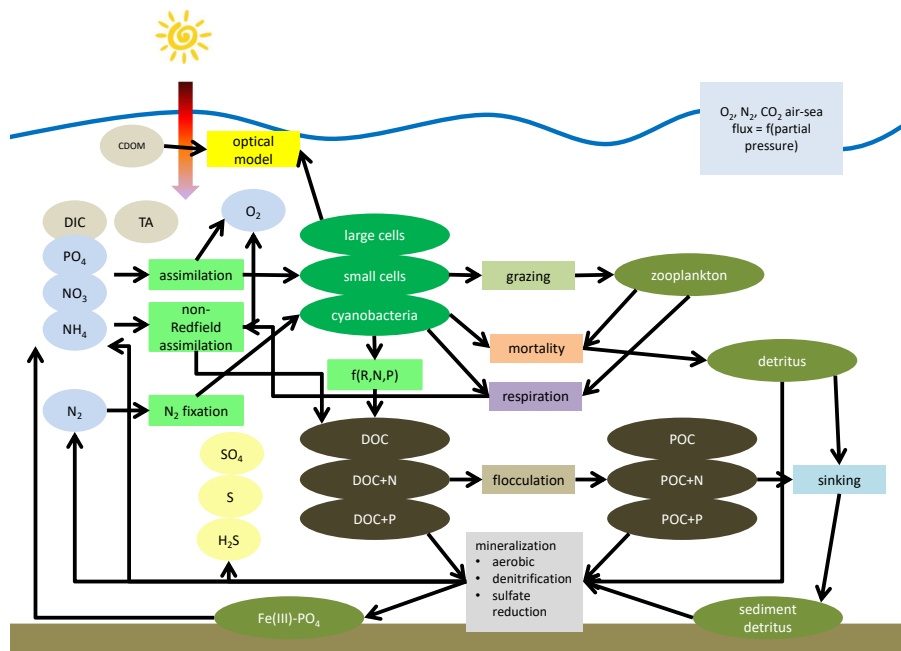 O₂, N₂, CO₂ air-sea
flux = f(partial
pressure)
CDOM
optical
model
DIC
TA
O₂
PO₄
NO₃
NH₄
assimilation
non-
Redfield
assimilation
large cells
small cells
cyanobacteria
grazing
zooplankton
mortality
respiration
detritus
N₂
N₂ fixation
f(R,N,P)
SO₄
S
H₂S
DOC
DOC+N
DOC+P
flocculation
POC
POC+N
POC+P
sinking
mineralization
• aerobic
• denitrification
• sulfate
reduction
Fe(III)-PO₄
sediment
detritus